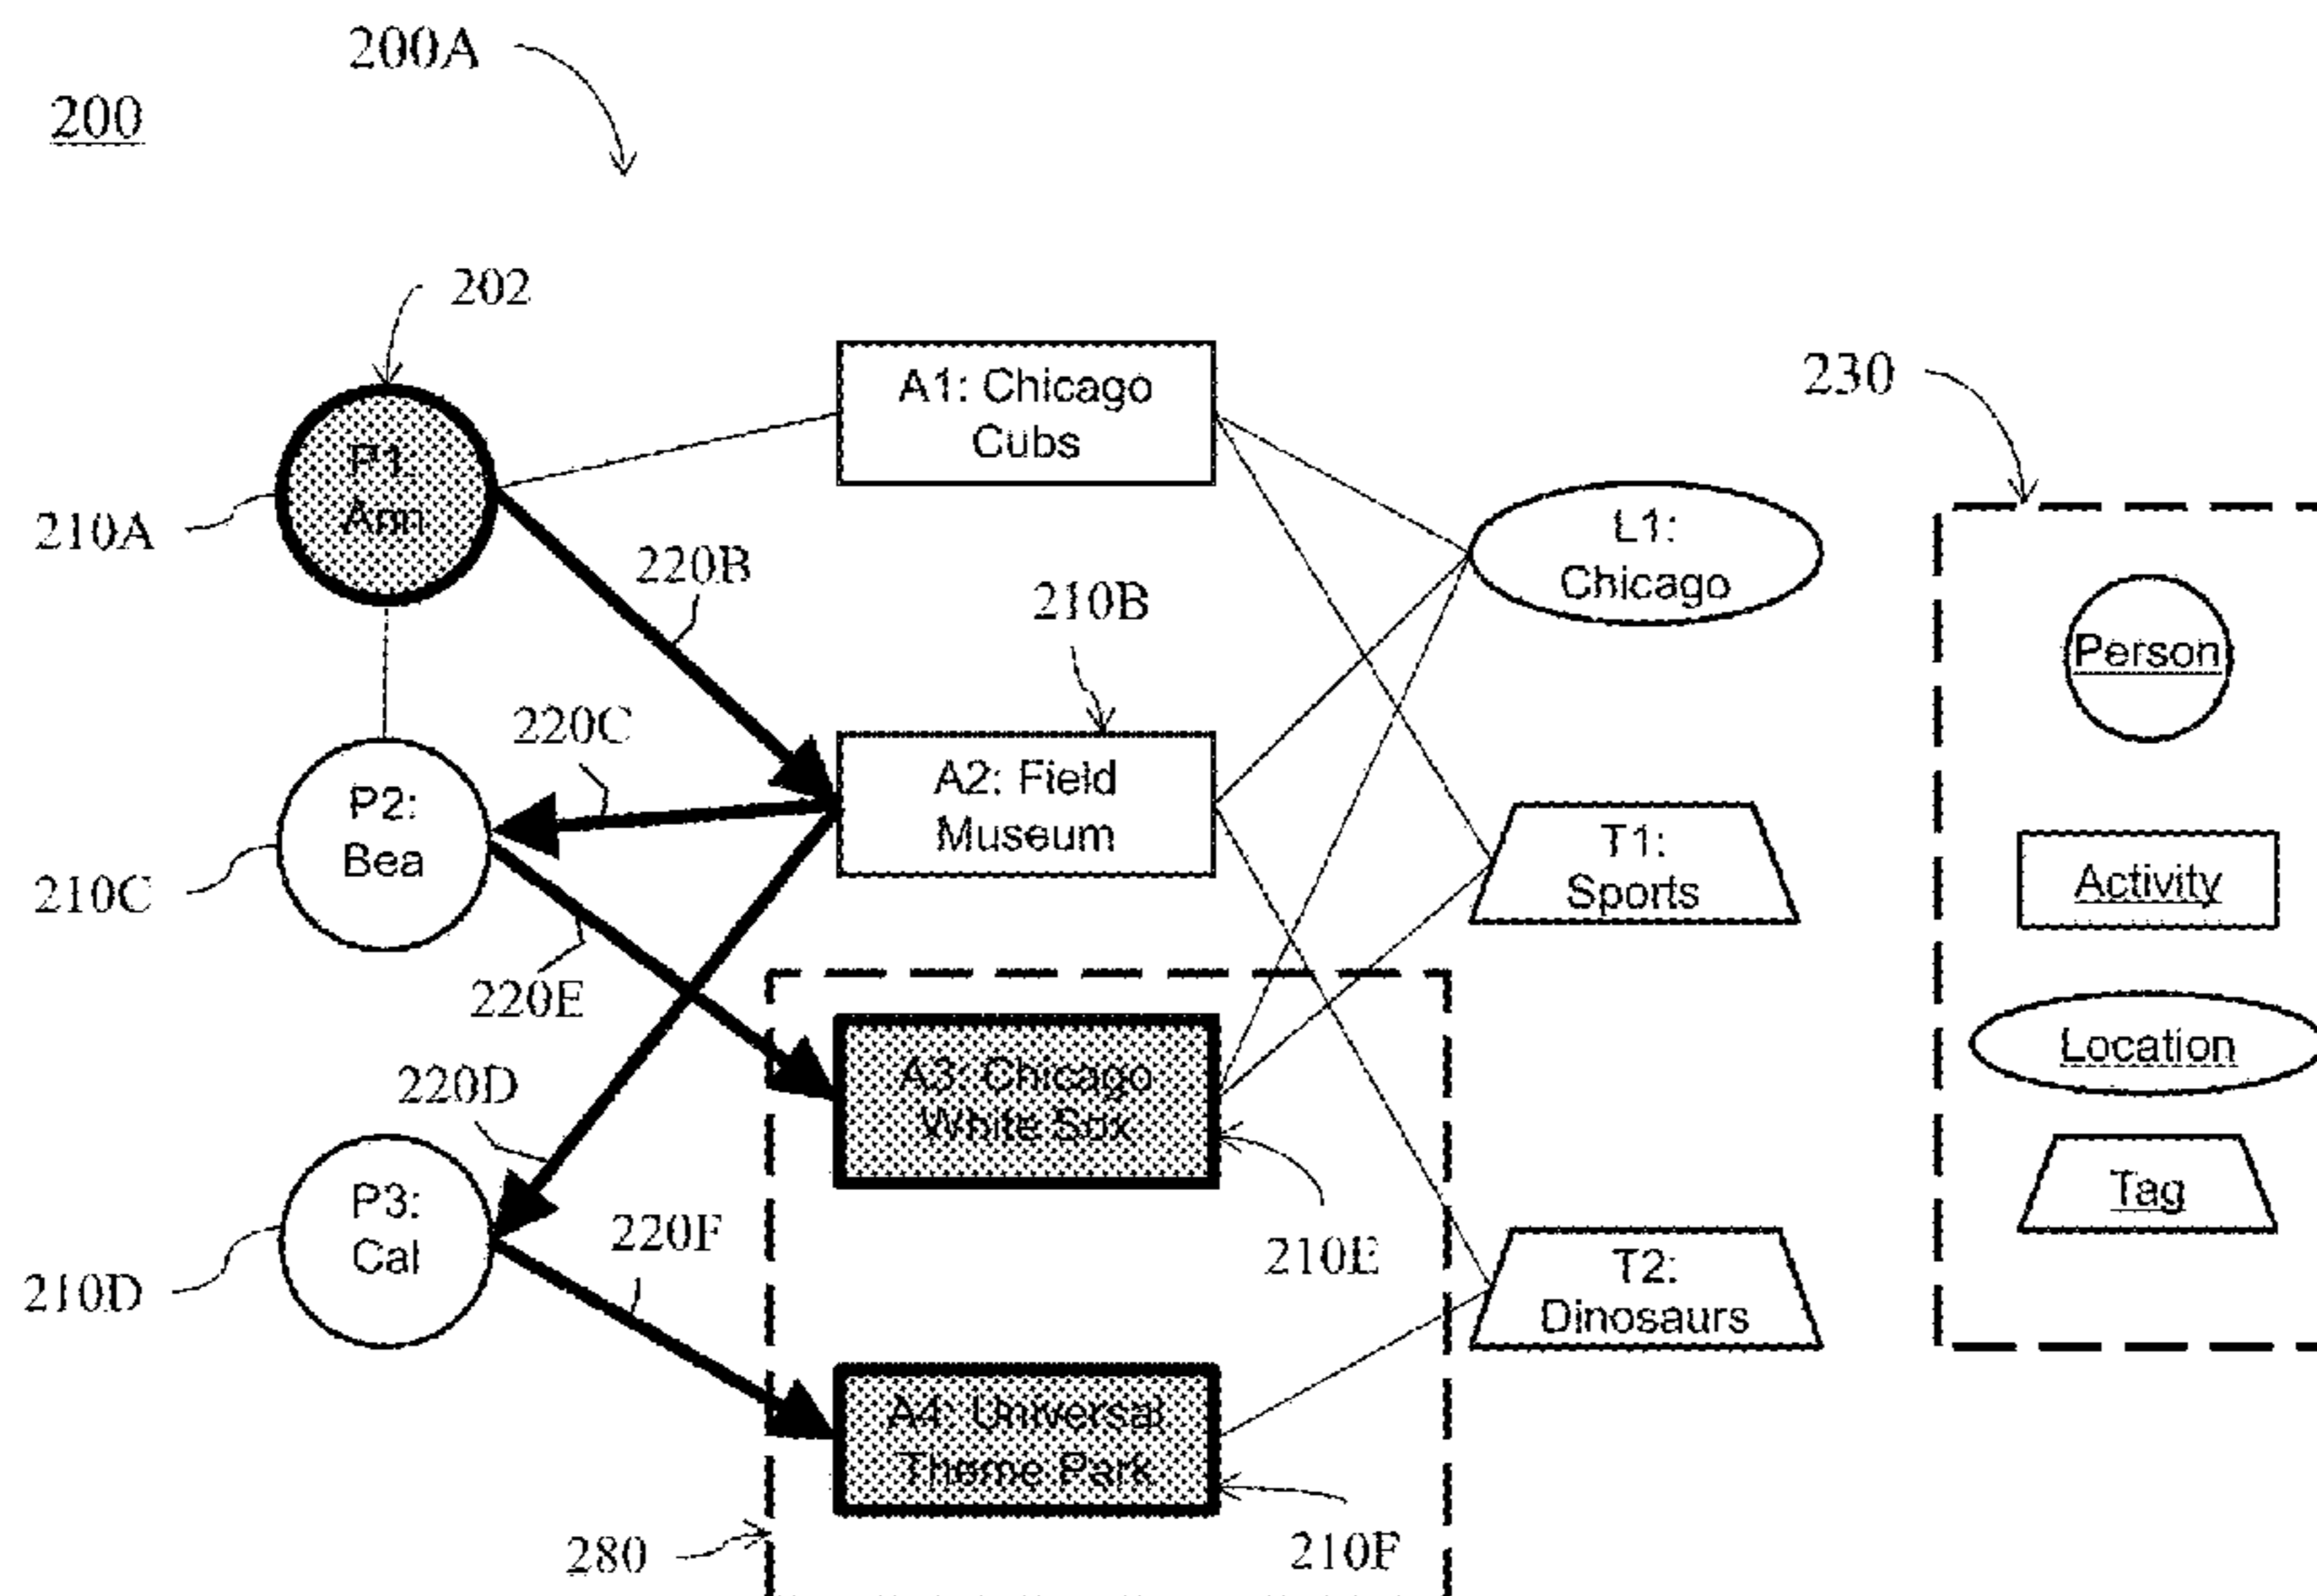 200A
200
202
A1: Chicago
Cubs
230
P1:
Ann
210A
L1:
Chicago
220B
210B
Person
220C
P2:
Bea
A2: Field
Museum
T1:
Sports
Activity
210C
220E
Location
A3: Chicago
White Sox
220D
Tag
P3:
Cal
220F
210E
T2:
Dinosaurs
210D
A4: Universal
Theme Park
280
210F